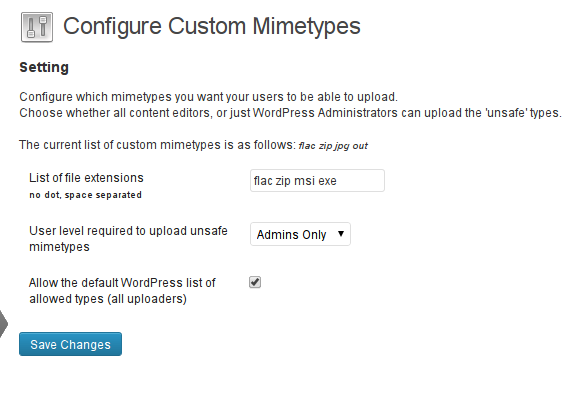 Configure Custom Mimetypes
Setting
Configure which mimetypes you want your users to be able to upload.
Choose whether all content editors, or just WordPress Administrators can upload the 'unsafe' types.
The current list of custom mimetypes is as follows: flac zip jpg out
List of file extensions
no dot, space separated
flac zip msi exe
User level required to upload unsafe
mimetypes
Admins Only
Allow the default WordPress list of
allowed types (all uploaders)
Save Changes